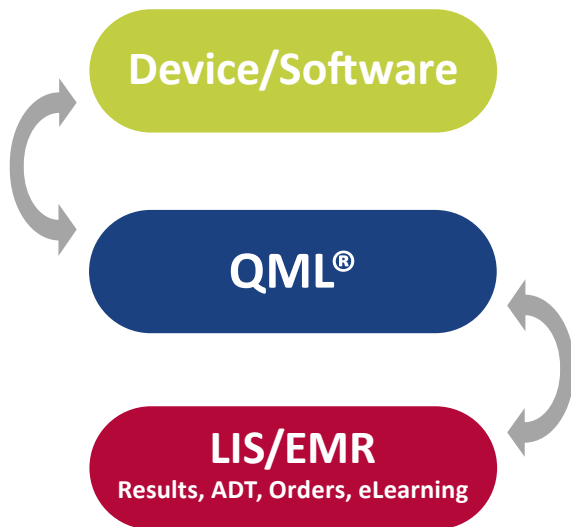 Device/Software
QML®
LIS/EMR
Results, ADT, Orders, eLearning